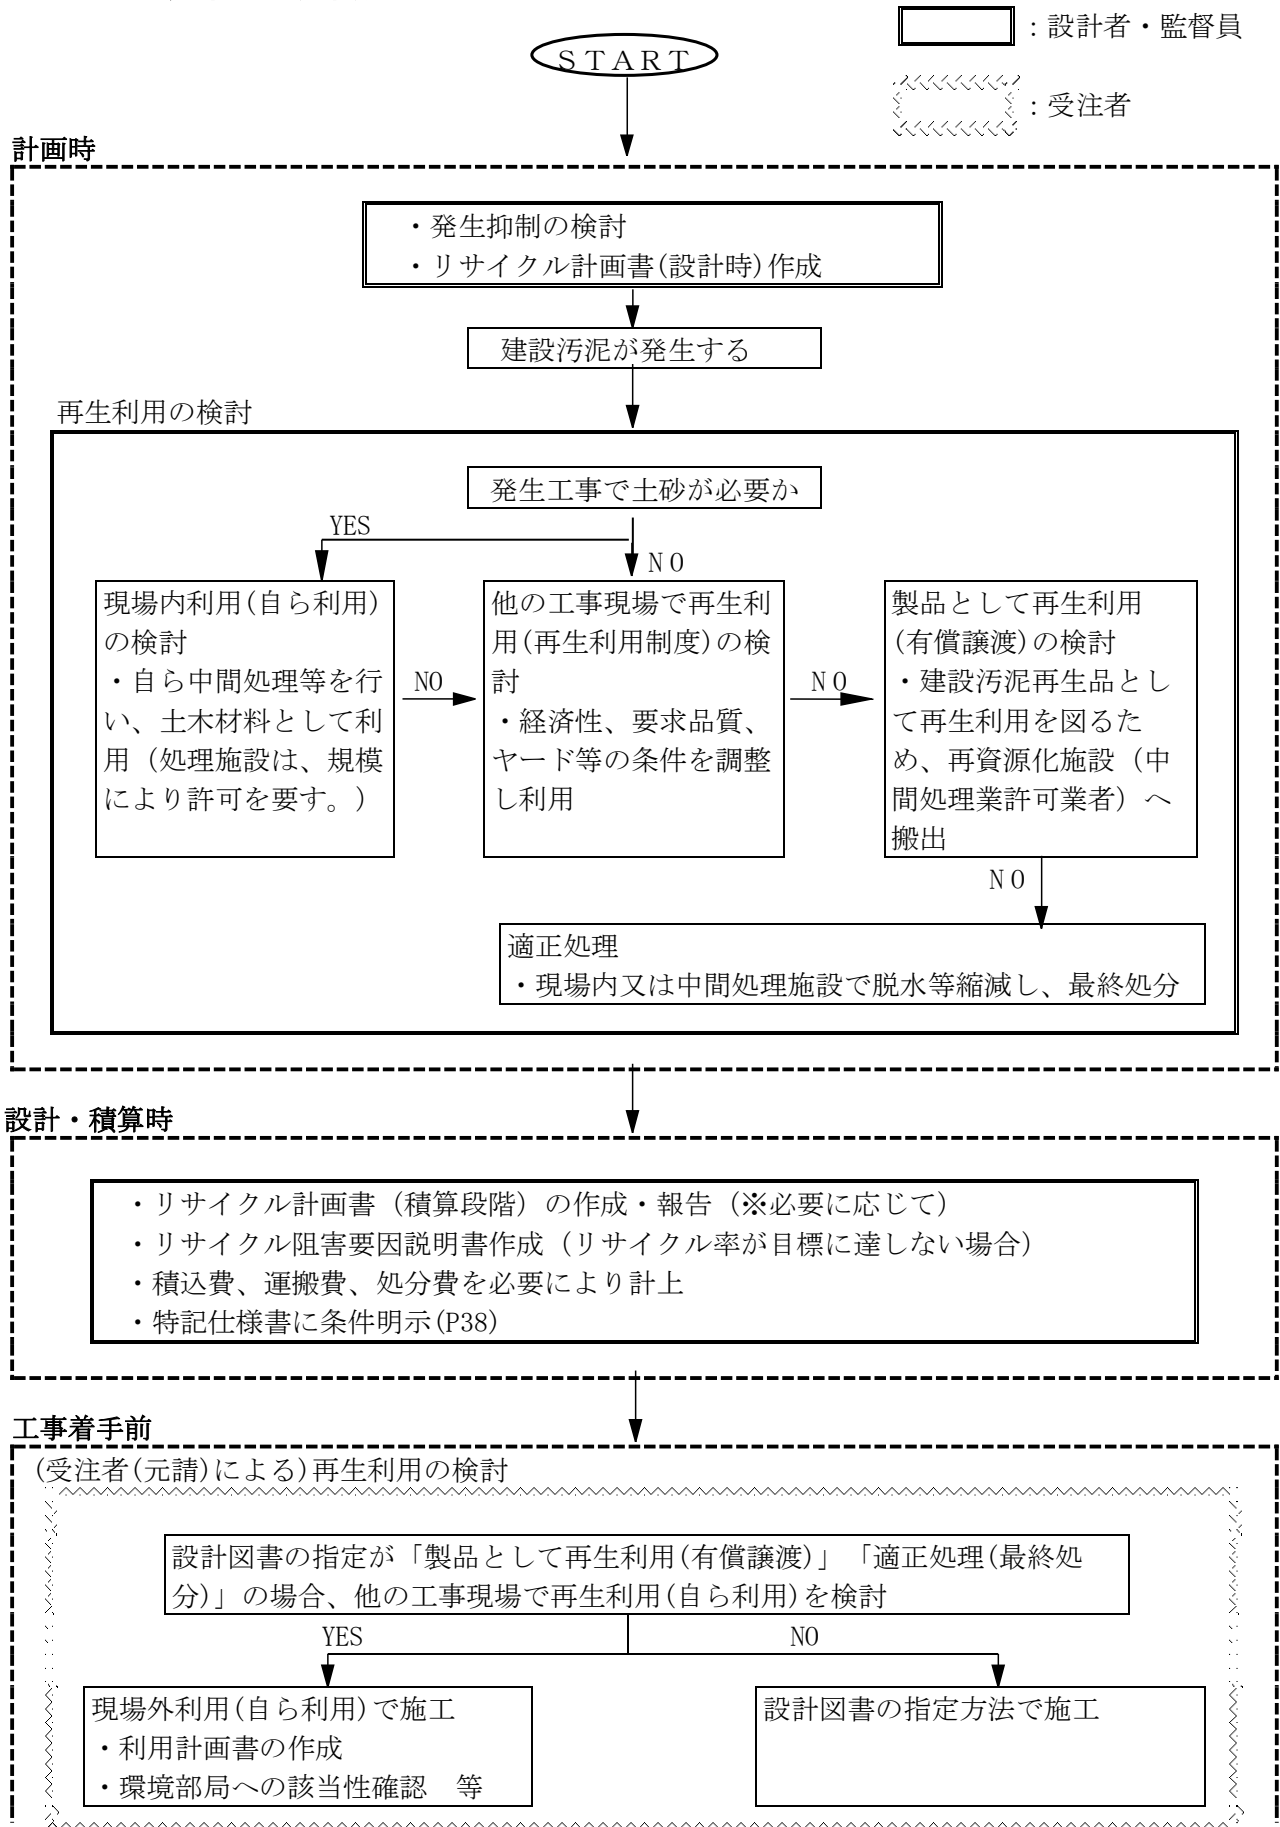 ：設計者・監督員
ＳＴＡＲＴ
：受注者
計画時
・発生抑制の検討
・リサイクル計画書(設計時)作成
建設汚泥が発生する
再生利用の検討
発生工事で土砂が必要か
YES
ＮＯ
現場内利用(自ら利用)
の検討
・自ら中間処理等を行
い、土木材料として利
用（処理施設は、規模
により許可を要す。）
NO
他の工事現場で再生利
用(再生利用制度)の検
討
・経済性、要求品質、
ヤード等の条件を調整
し利用
ＮＯ
製品として再生利用
(有償譲渡)の検討
・建設汚泥再生品とし
て再生利用を図るた
め、再資源化施設（中
間処理業許可業者）へ
搬出
ＮＯ
適正処理
・現場内又は中間処理施設で脱水等縮減し、最終処分
設計・積算時
・リサイクル計画書（積算段階）の作成・報告（※必要に応じて）
・リサイクル阻害要因説明書作成（リサイクル率が目標に達しない場合）
・積込費、運搬費、処分費を必要により計上
・特記仕様書に条件明示(P38)
工事着手前
(受注者(元請)による)再生利用の検討
設計図書の指定が「製品として再生利用(有償譲渡)」「適正処理(最終処
分)」の場合、他の工事現場で再生利用(自ら利用)を検討
YES
NO
現場外利用(自ら利用)で施工
・利用計画書の作成
・環境部局への該当性確認　等
設計図書の指定方法で施工